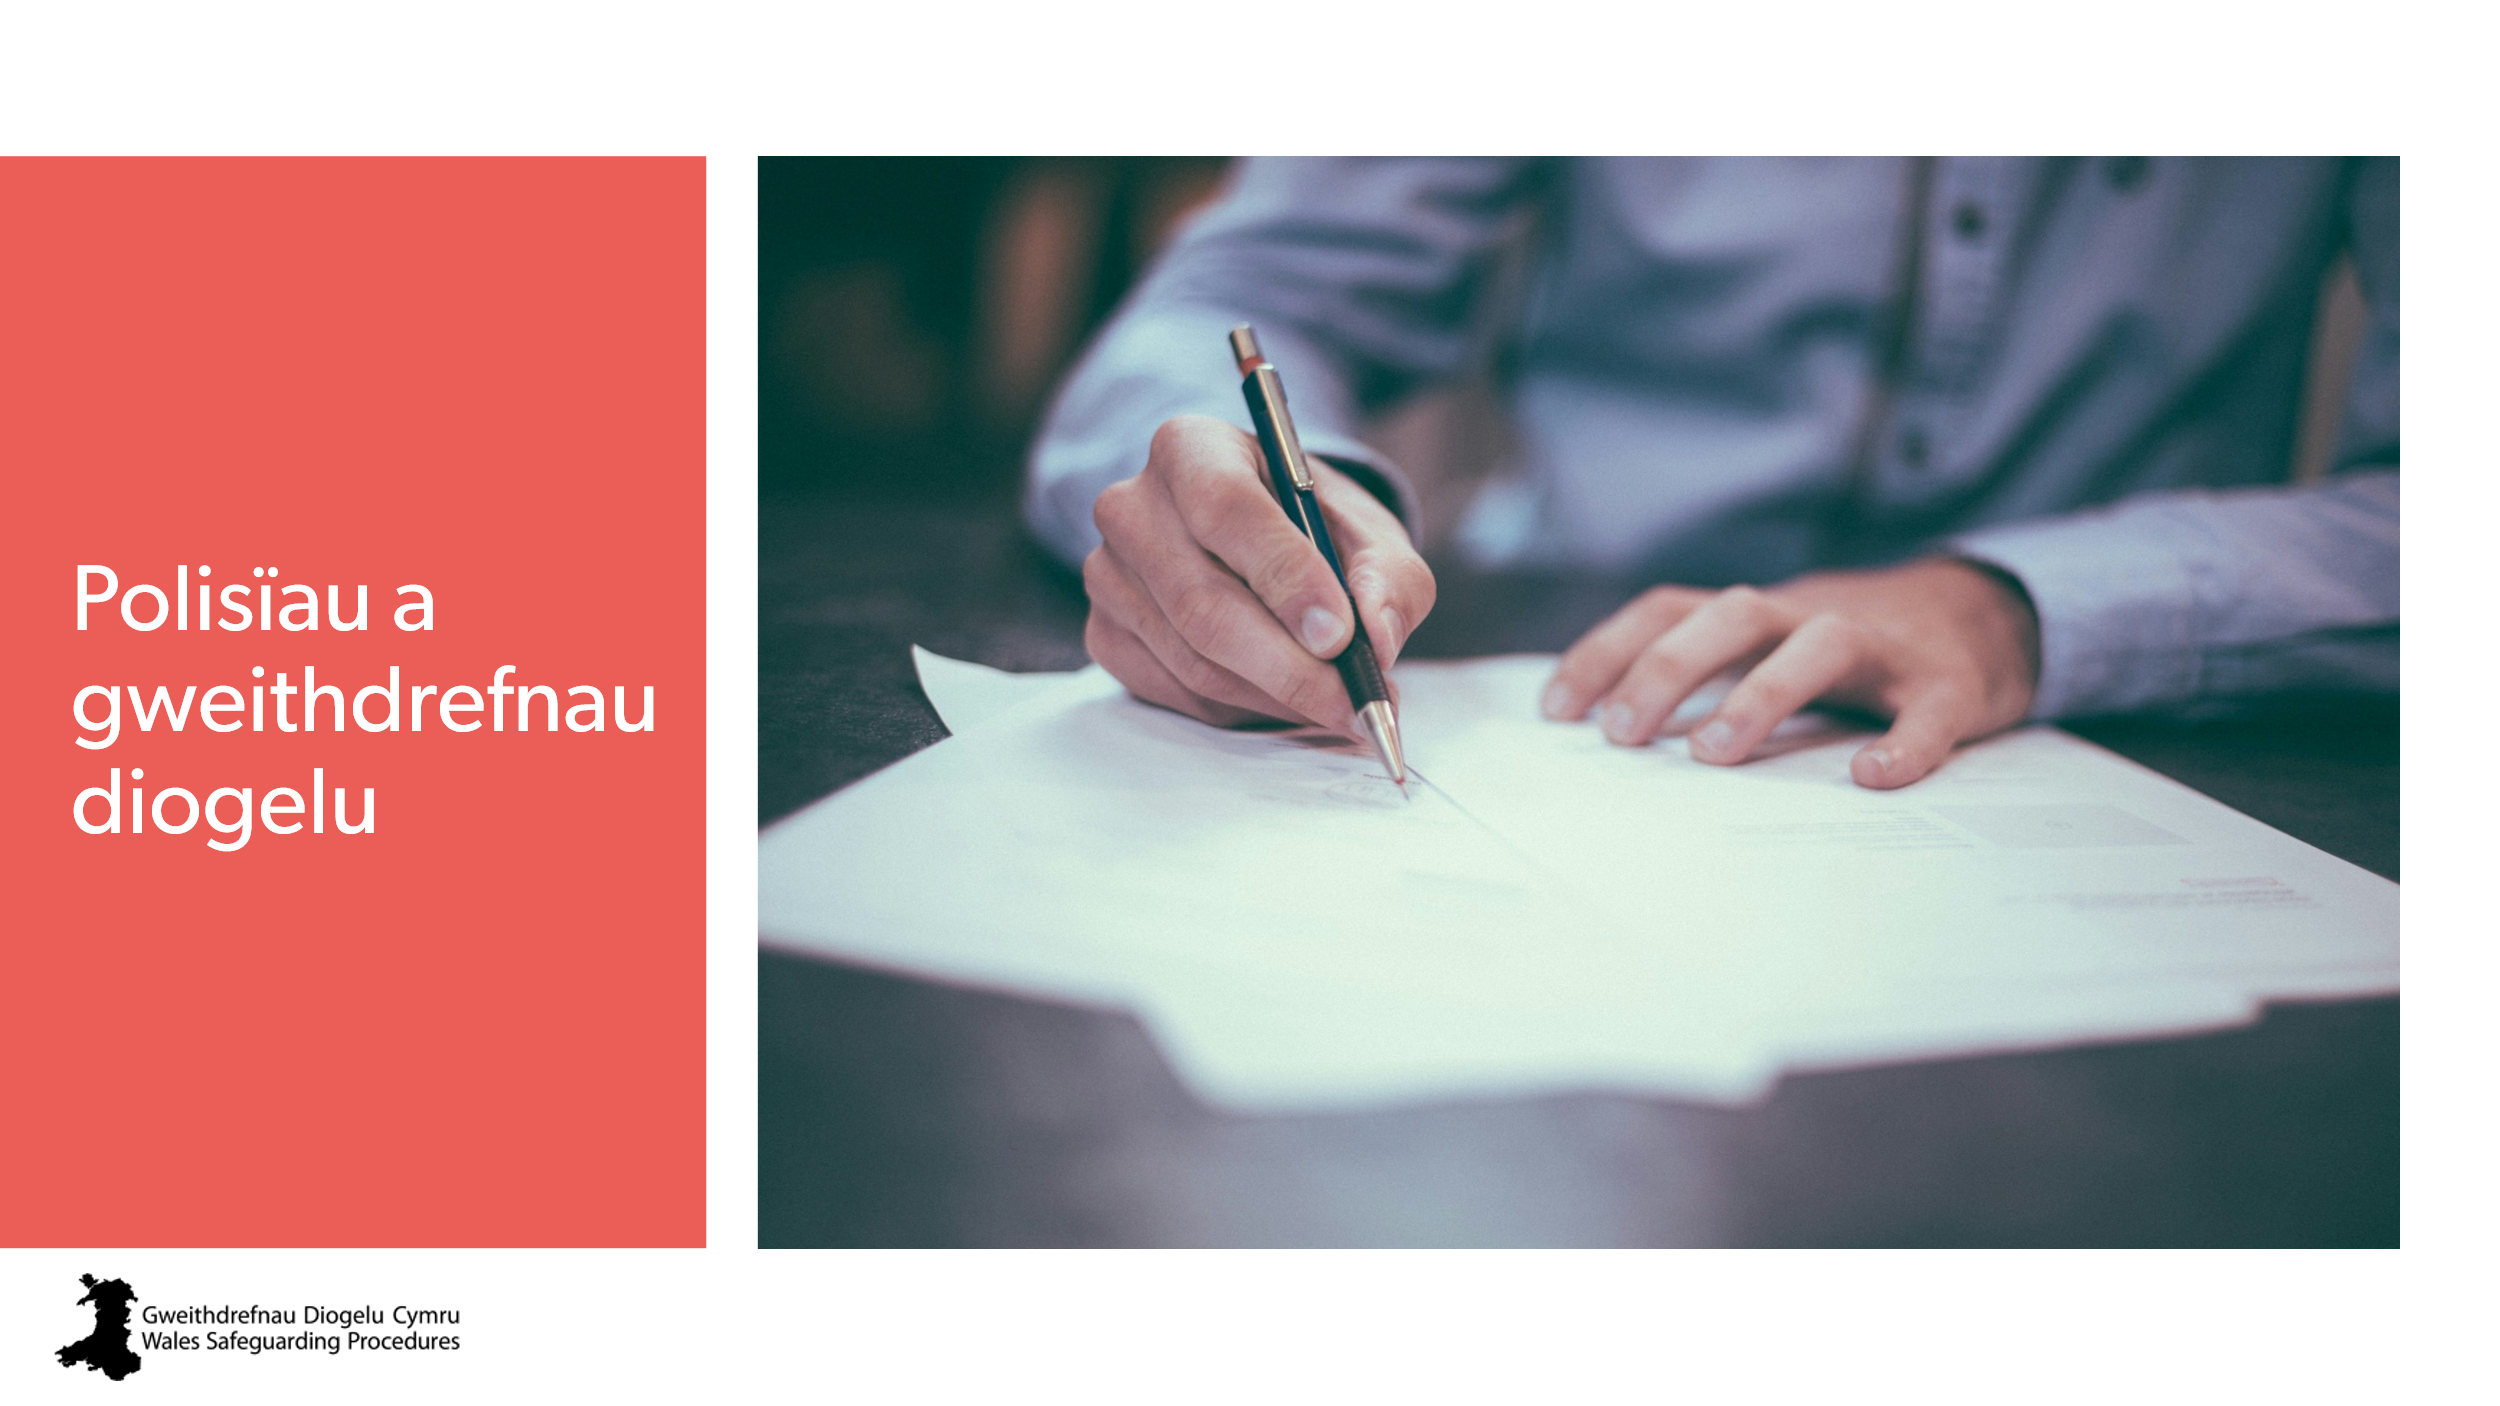 Polisïau a
gweithdrefnau
diogelu
Gweithdrefnau Diogelu Cymru
Wales Safeguarding Procedures